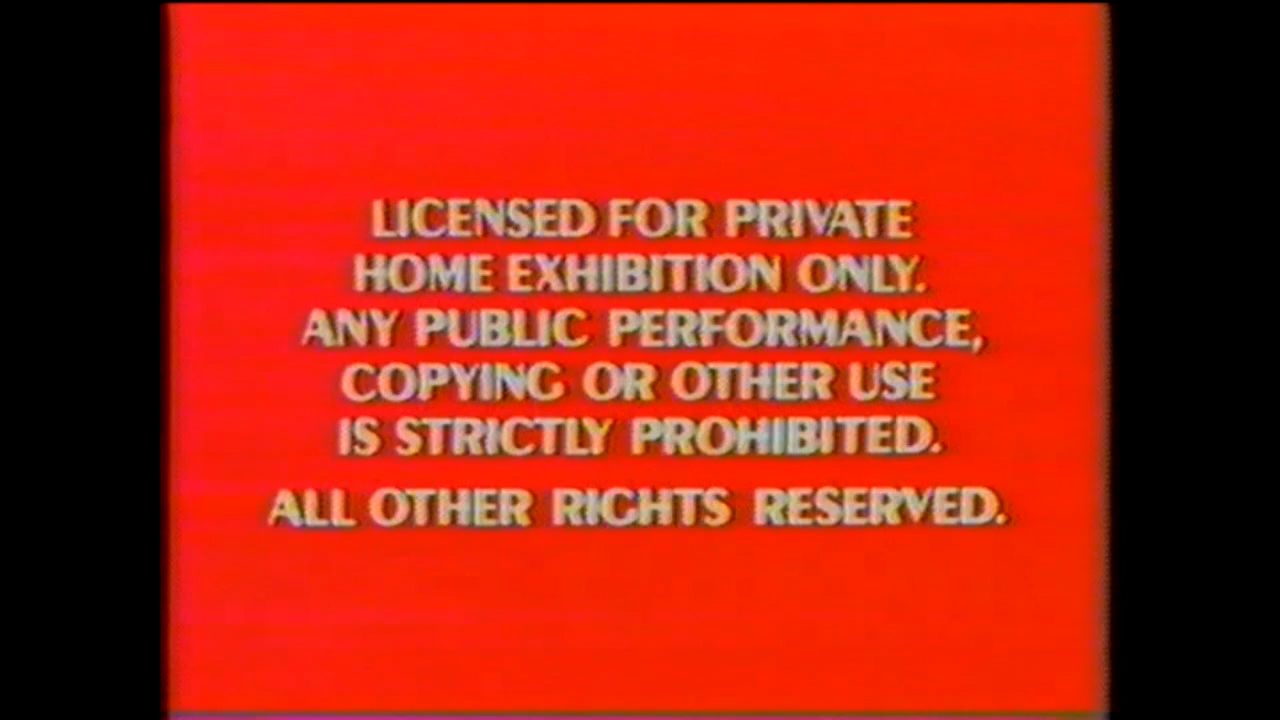 LICENSED FOR PRIVATE
HOME EXHIBITION ONLY.
ANY PUBLIC PERFORMANCE,
COPYING OR OTHER USE
IS STRICTLY PROHIBITED.
ALL OTHER RIGHTS RESERVED.